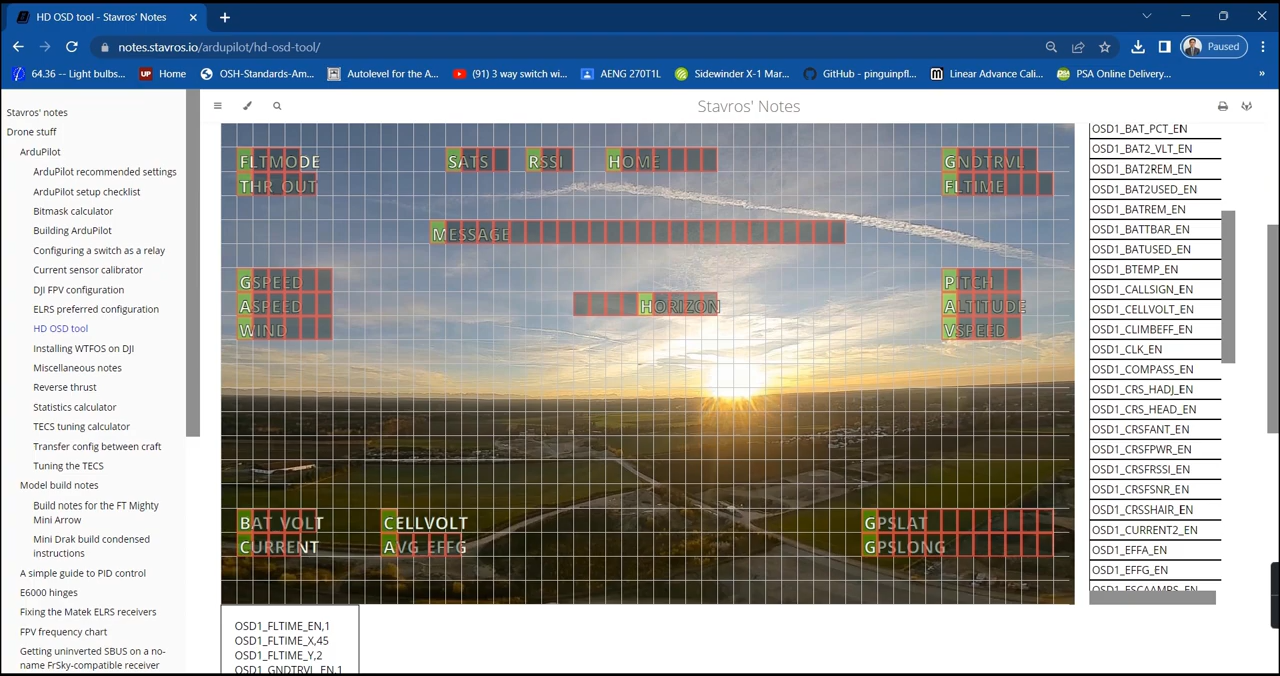 HD OSD tool - Stavros' Notes
notes.stavros.io/ardupilot/hd-osd-tool/
Paused
64.36 -- Light bulbs...
UP Home
OSH-Standards-Am...
Autolevel for the A...
(91) 3 way switch wi...
AENG 270T1L
Sidewinder X-1 Mar...
GitHub - pinguinpfl...
Linear Advance Cali...
PSA Online Delivery...
Stavros' notes
Drone stuff
ArduPilot
ArduPilot recommended settings
ArduPilot setup checklist
Bitmask calculator
Building ArduPilot
Configuring a switch as a relay
Current sensor calibrator
DJI FPV configuration
ELRS preferred configuration
HD OSD tool
Installing WTFOS on DJI
Miscellaneous notes
Reverse thrust
Statistics calculator
TECS tuning calculator
Transfer config between craft
Tuning the TECS
Model build notes
Build notes for the FT Mighty
Mini Arrow
Mini Drak build condensed
instructions
A simple guide to PID control
E6000 hinges
Fixing the Matek ELRS receivers
FPV frequency chart
Getting uninverted SBUS on a no-
name FrSky-compatible receiver
Stavros' Notes
FLTMODE SATS RSSI HOME GNDTRVL
THR OUT FLTIME
MESSAGE
GSPEED PITCH
ASPEED HORIZON ALTITUDE
WIND VSPEED
BAT VOLT CELLVOLT GPSLAT
CURRENT AVG EFFG GPSLONG
OSD1_FLTIME_EN,1
OSD1_FLTIME_X,45
OSD1_FLTIME_Y,2
OSD1_GNDTRVL_EN,1
OSD1_BAT_PCT_EN
OSD1_BAT2_VLT_EN
OSD1_BAT2REM_EN
OSD1_BAT2USED_EN
OSD1_BATREM_EN
OSD1_BATTBAR_EN
OSD1_BATUSED_EN
OSD1_BTEMP_EN
OSD1_CALLSIGN_EN
OSD1_CELLVOLT_EN
OSD1_CLIMBEFF_EN
OSD1_CLK_EN
OSD1_COMPASS_EN
OSD1_CRS_HADJ_EN
OSD1_CRS_HEAD_EN
OSD1_CRSFANT_EN
OSD1_CRSFPWR_EN
OSD1_CRSFRSSI_EN
OSD1_CRSFSNR_EN
OSD1_CRSSHAIR_EN
OSD1_CURRENT2_EN
OSD1_EFFA_EN
OSD1_EFFG_EN
OSD1_ESCAAMPS_EN